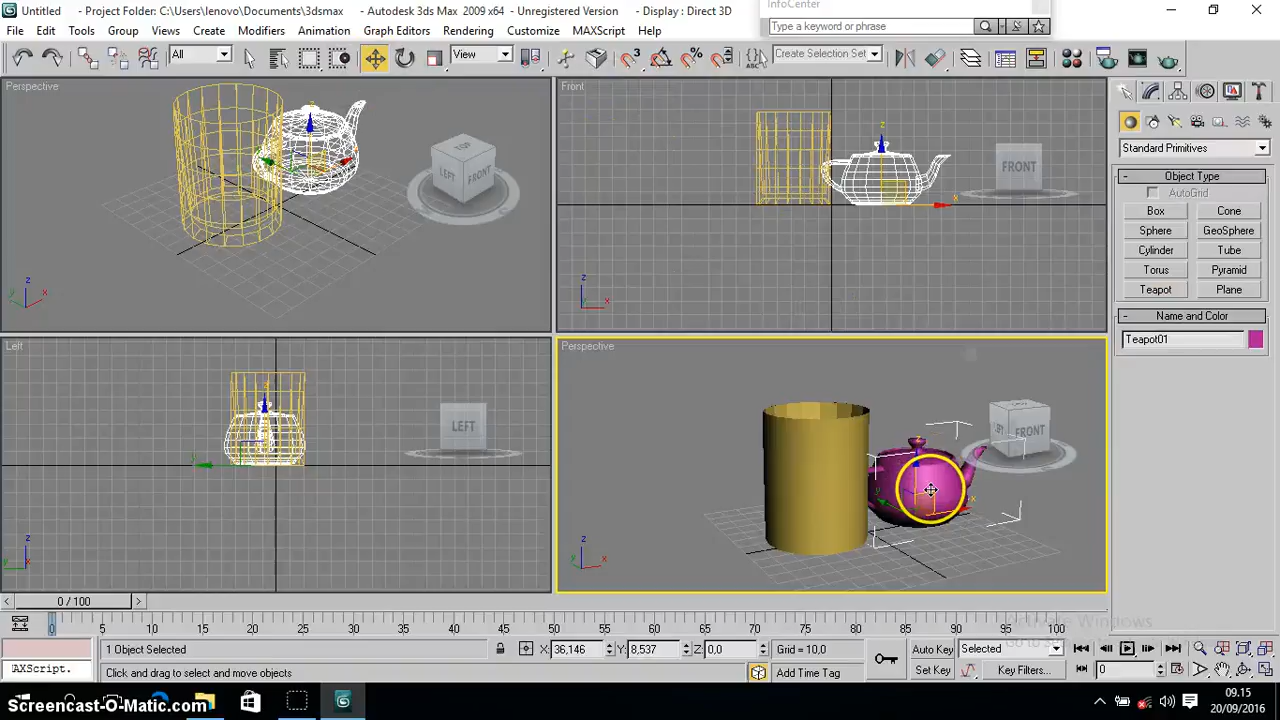 Untitled - Project Folder: C:\Users\lenovo\Documents\3dsmax - Autodesk 3ds Max 2009 x64 - Unregistered Version - Display : Direct 3D
InfoCenter
Type a keyword or phrase
File Edit Tools Group Views Create Modifiers Animation Graph Editors Rendering Customize MAXScript Help
All View Create Selection Set
Perspective
TOP
LEFT
FRONT
z
y
x
Front
z
x
FRONT
z
x
Left
LEFT
z
y
Perspective
FRONT
x
y
z
y
x
Standard Primitives
- Object Type
AutoGrid
Box Cone
Sphere GeoSphere
Cylinder Tube
Torus Pyramid
Teapot Plane
- Name and Color
Teapot01
< 0 / 100 >
0 5 10 15 20 25 30 35 40 45 50 55 60 65 70 75 80 85 90 95 100
Activate Windows
1 Object Selected X: 36,146 Y: 8,537 Z: 0,0 Grid = 10,0 Auto Key Selected
Click and drag to select and move objects Add Time Tag Set Key Key Filters... 0
AXScript.
SCREENCAST-O-MATIC.com
09.15
20/09/2016